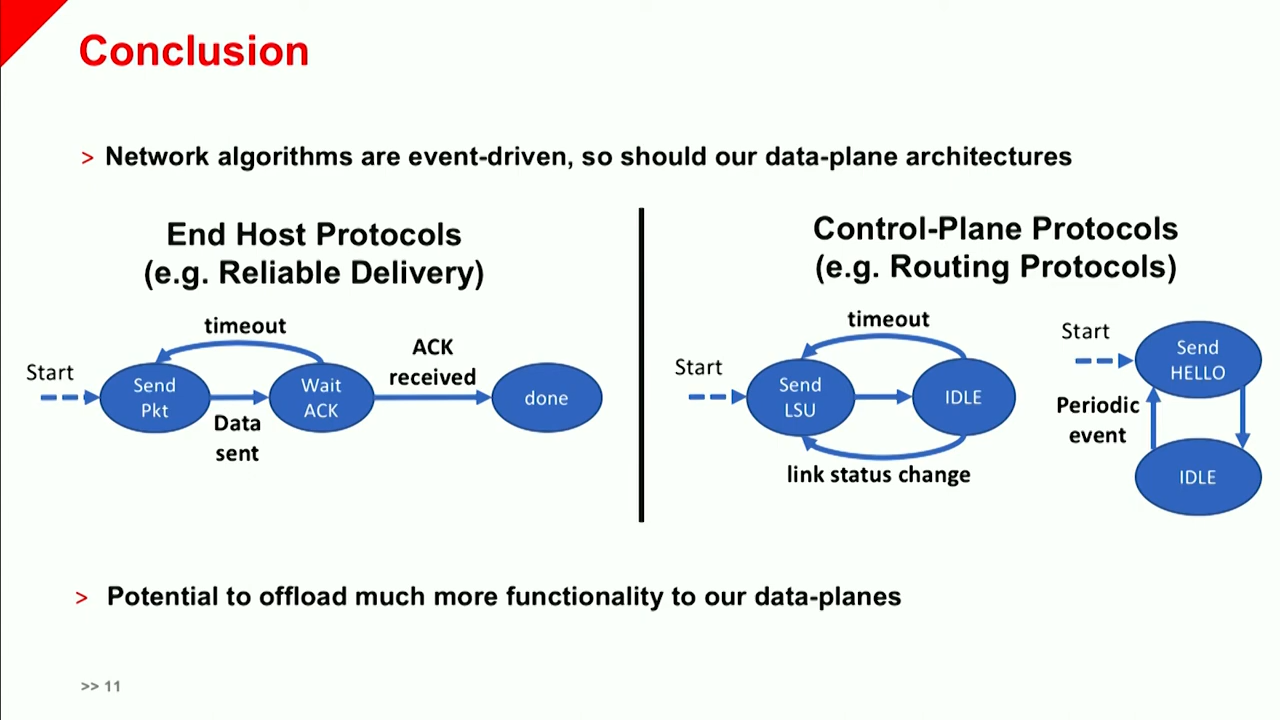 Conclusion
> Network algorithms are event-driven, so should our data-plane architectures
End Host Protocols
(e.g. Reliable Delivery)
timeout
ACK
received
Start
Send
Pkt
Wait
ACK
done
Data
sent
Control-Plane Protocols
(e.g. Routing Protocols)
timeout
Start
Send
LSU
IDLE
link status change
Start
Send
HELLO
Periodic
event
IDLE
> Potential to offload much more functionality to our data-planes
>> 11